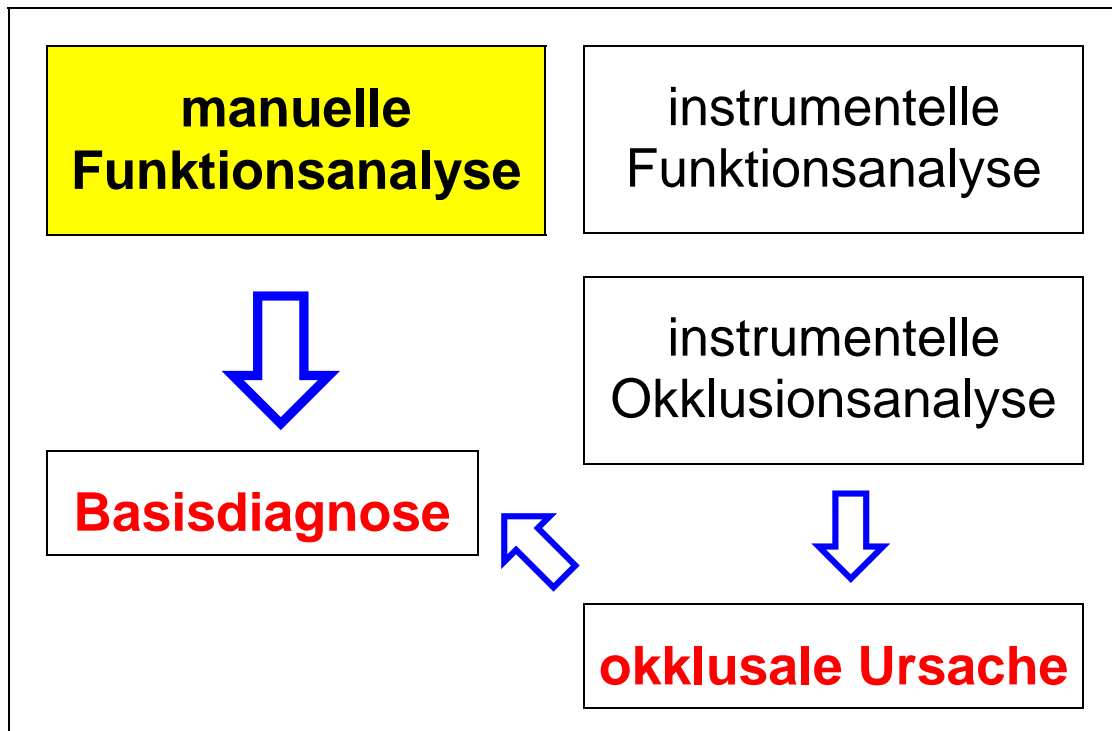 manuelle
Funktionsanalyse
instrumentelle
Funktionsanalyse
instrumentelle
Okklusionsanalyse
Basisdiagnose
okklusale Ursache